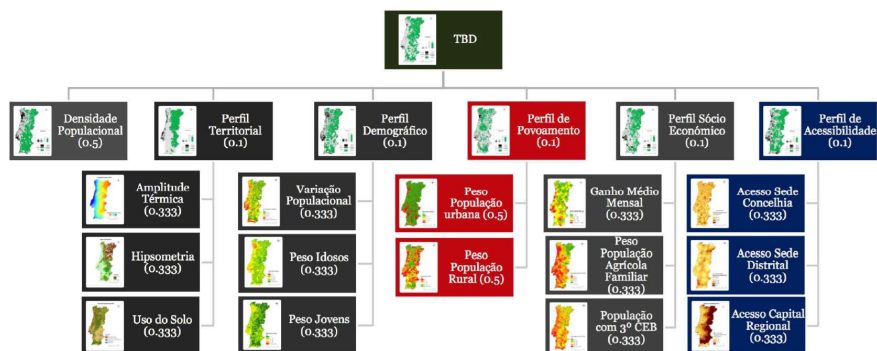 TBD
Densidade
Populacional
(0.5)
Perfil
Territorial
(0.1)
Perfil
Demográfico
(0.1)
Perfil de
Povoamento
(0.1)
Perfil Sócio
Económico
(0.1)
Perfil de
Acessibilidade
(0.1)
Amplitude
Térmica
(0.333)
Hipsometria
(0.333)
Uso do Solo
(0.333)
Variação
Populacional
(0.333)
Peso Idosos
(0.333)
Peso Jovens
(0.333)
Peso
População
urbana (0.5)
Peso
População
Rural (0.5)
Ganho Médio
Mensal
(0.333)
Peso
População
Agrícola
Familiar
(0.333)
População
com 3º CEB
(0.333)
Acesso Sede
Concelhia
(0.333)
Acesso Sede
Distrital
(0.333)
Acesso Capital
Regional
(0.333)